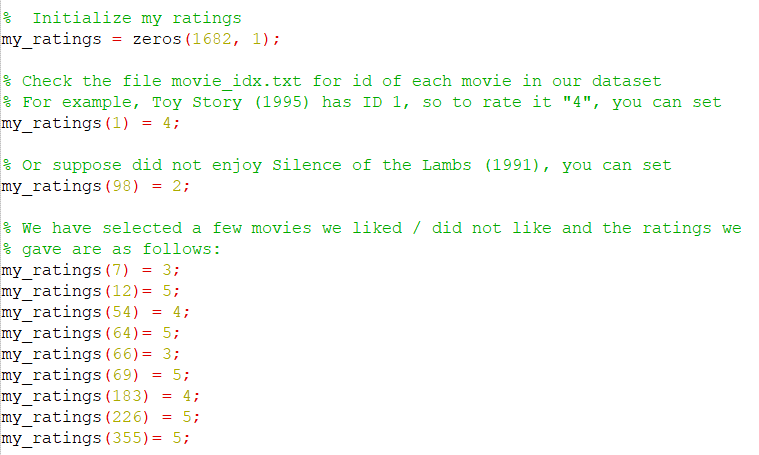 %  Initialize my ratings
my_ratings = zeros(1682, 1);
% Check the file movie_idx.txt for id of each movie in our dataset
% For example, Toy Story (1995) has ID 1, so to rate it "4", you can set
my_ratings(1) = 4;
% Or suppose did not enjoy Silence of the Lambs (1991), you can set
my_ratings(98) = 2;
% We have selected a few movies we liked / did not like and the ratings we
% gave are as follows:
my_ratings(7) = 3;
my_ratings(12)= 5;
my_ratings(54) = 4;
my_ratings(64)= 5;
my_ratings(66)= 3;
my_ratings(69) = 5;
my_ratings(183) = 4;
my_ratings(226) = 5;
my_ratings(355)= 5;